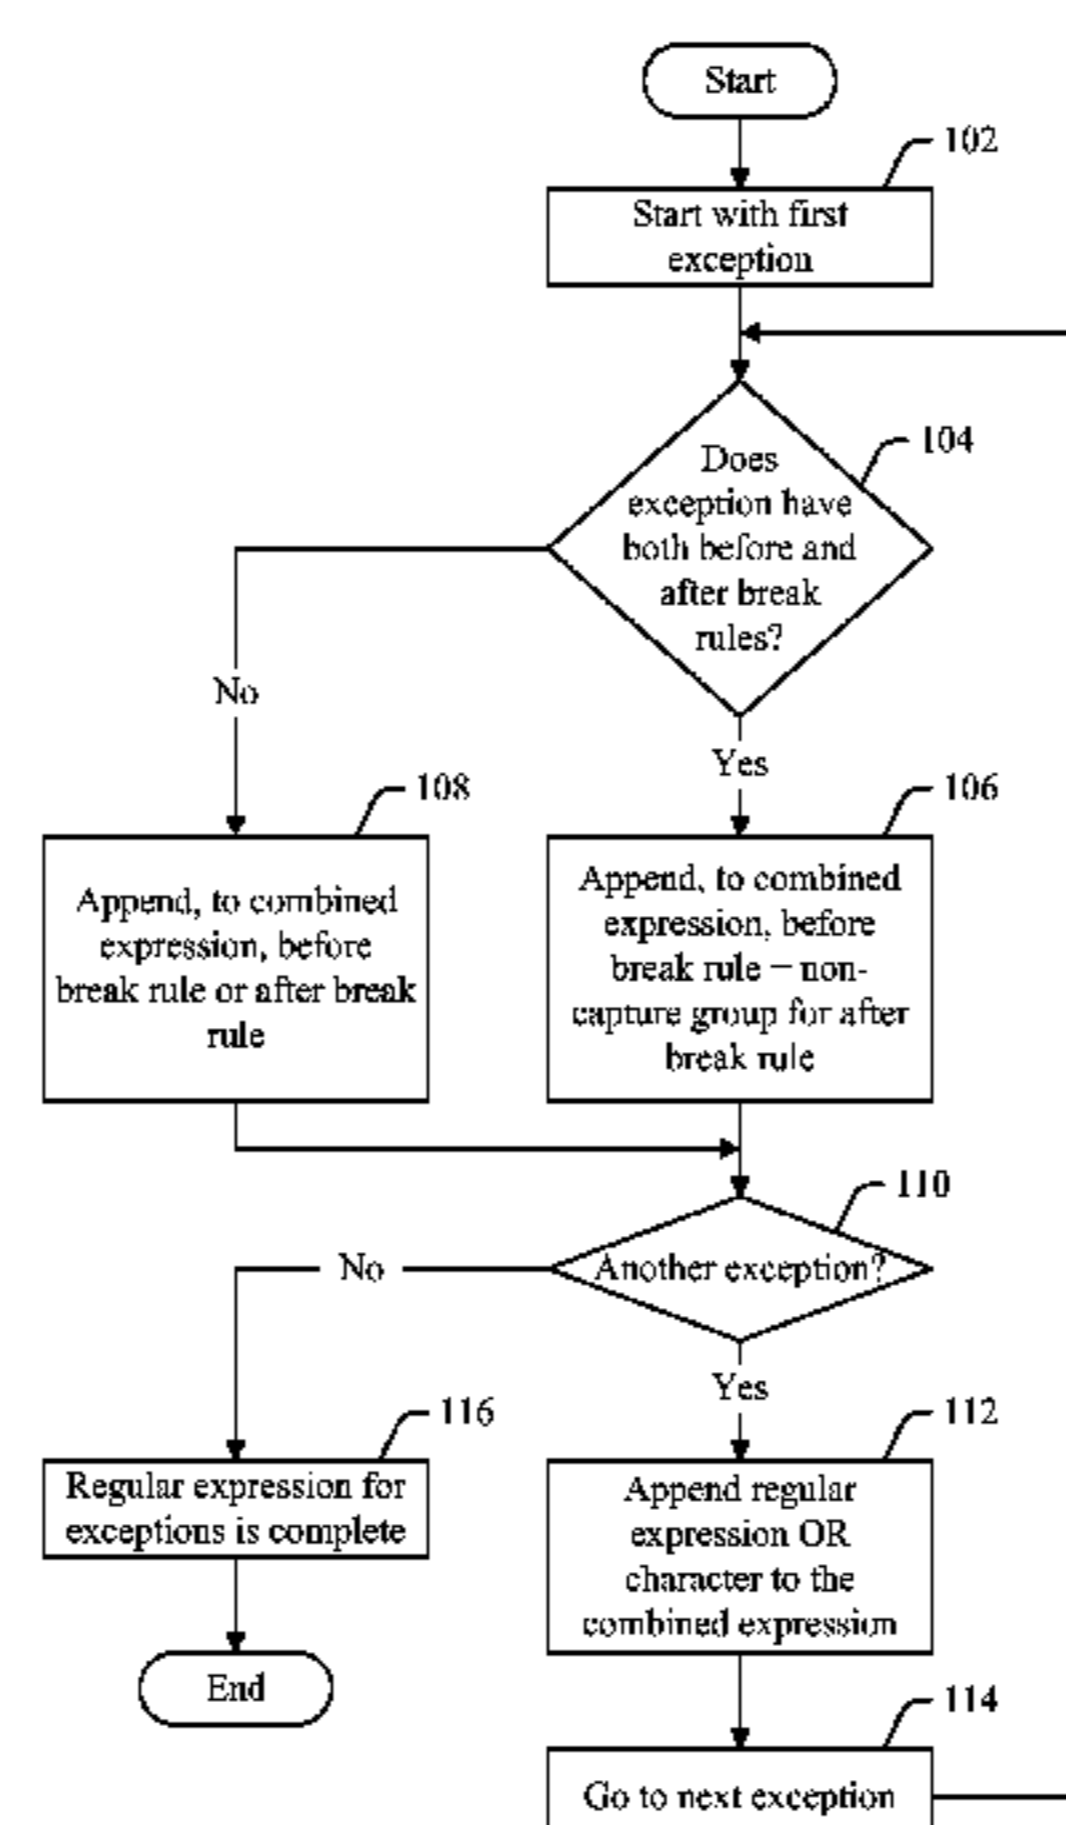 Start
102
Start with first
exception
104
Does
exception have
both before and
after break
rules?
No
Yes
108
106
Append, to combined
expression, before
break rule or after break
rule
Append, to combined
expression, before
break rule – non-
capture group for after
break rule
110
Another exception?
No
Yes
116
112
Regular expression for
exceptions is complete
Append regular
expression OR
character to the
combined expression
End
114
Go to next exception